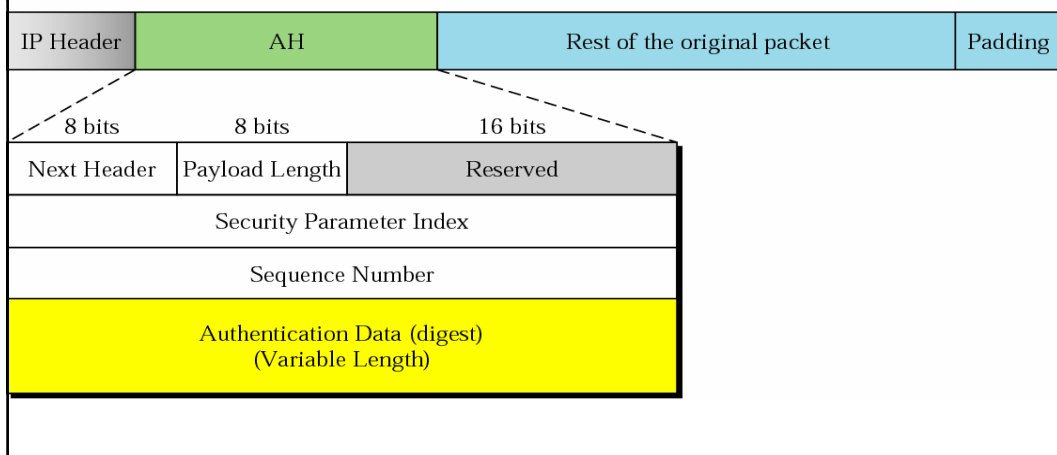 IP Header AH Rest of the original packet Padding
8 bits 8 bits 16 bits
Next Header Payload Length Reserved
Security Parameter Index
Sequence Number
Authentication Data (digest)
(Variable Length)